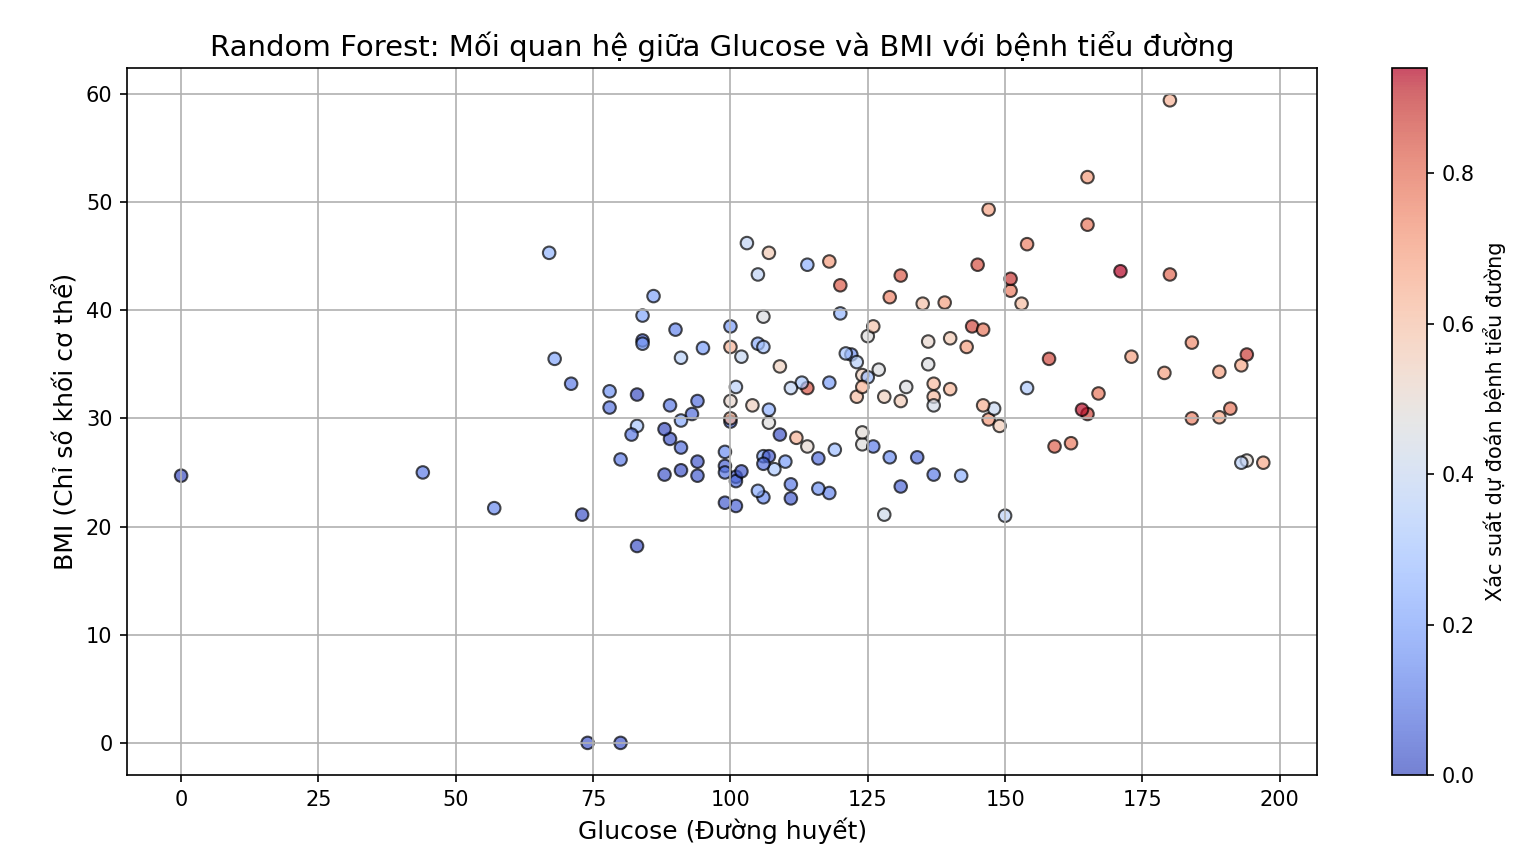 Random Forest: Mối quan hệ giữa Glucose và BMI với bệnh tiểu đường
BMI (Chỉ số khối cơ thể)
60
50
40
30
20
10
0
0 25 50 75 100 125 150 175 200
Glucose (Đường huyết)
0.8
0.6
0.4
0.2
0.0
Xác suất dự đoán bệnh tiểu đường